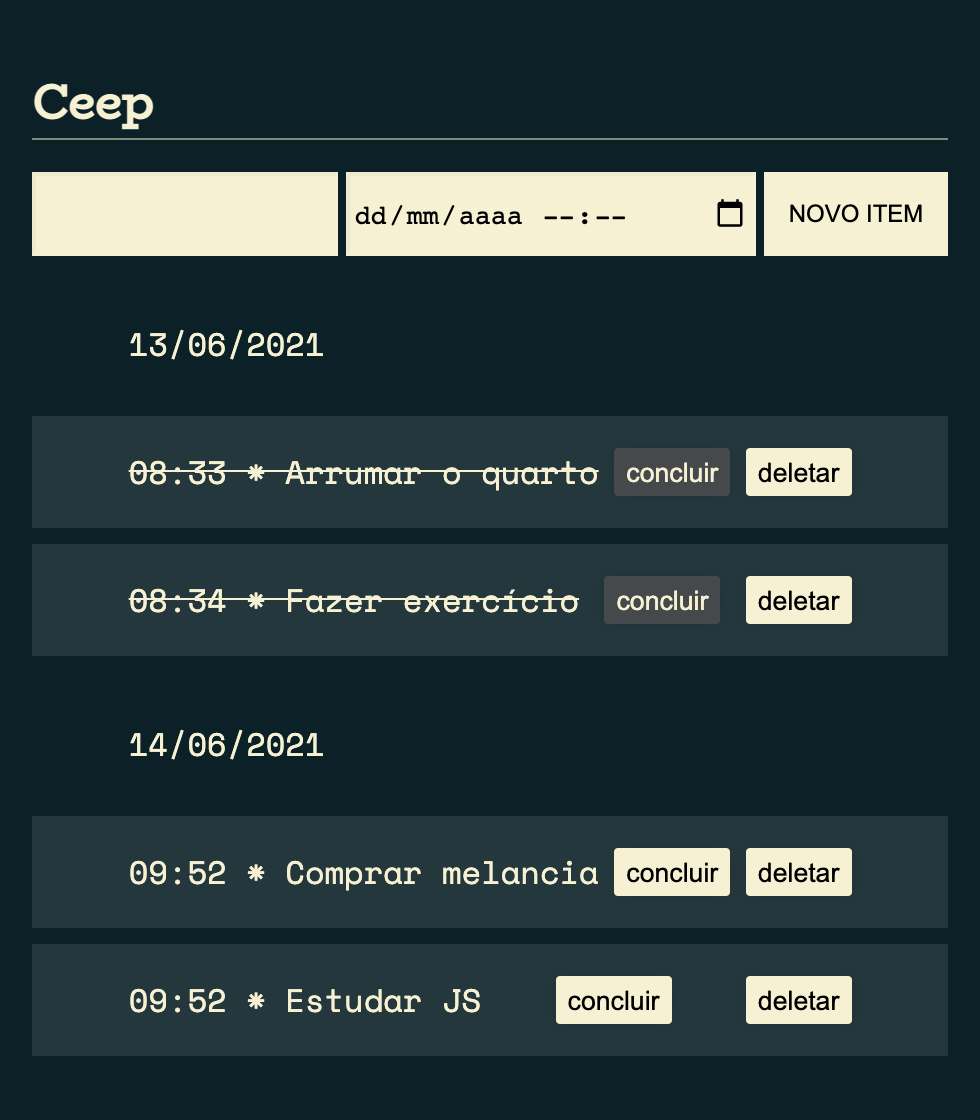 Ceep
dd/mm/aaaa --:-- NOVO ITEM
13/06/2021
08:33 * Arrumar o quarto concluir deletar
08:34 * Fazer exercício concluir deletar
14/06/2021
09:52 * Comprar melancia concluir deletar
09:52 * Estudar JS concluir deletar